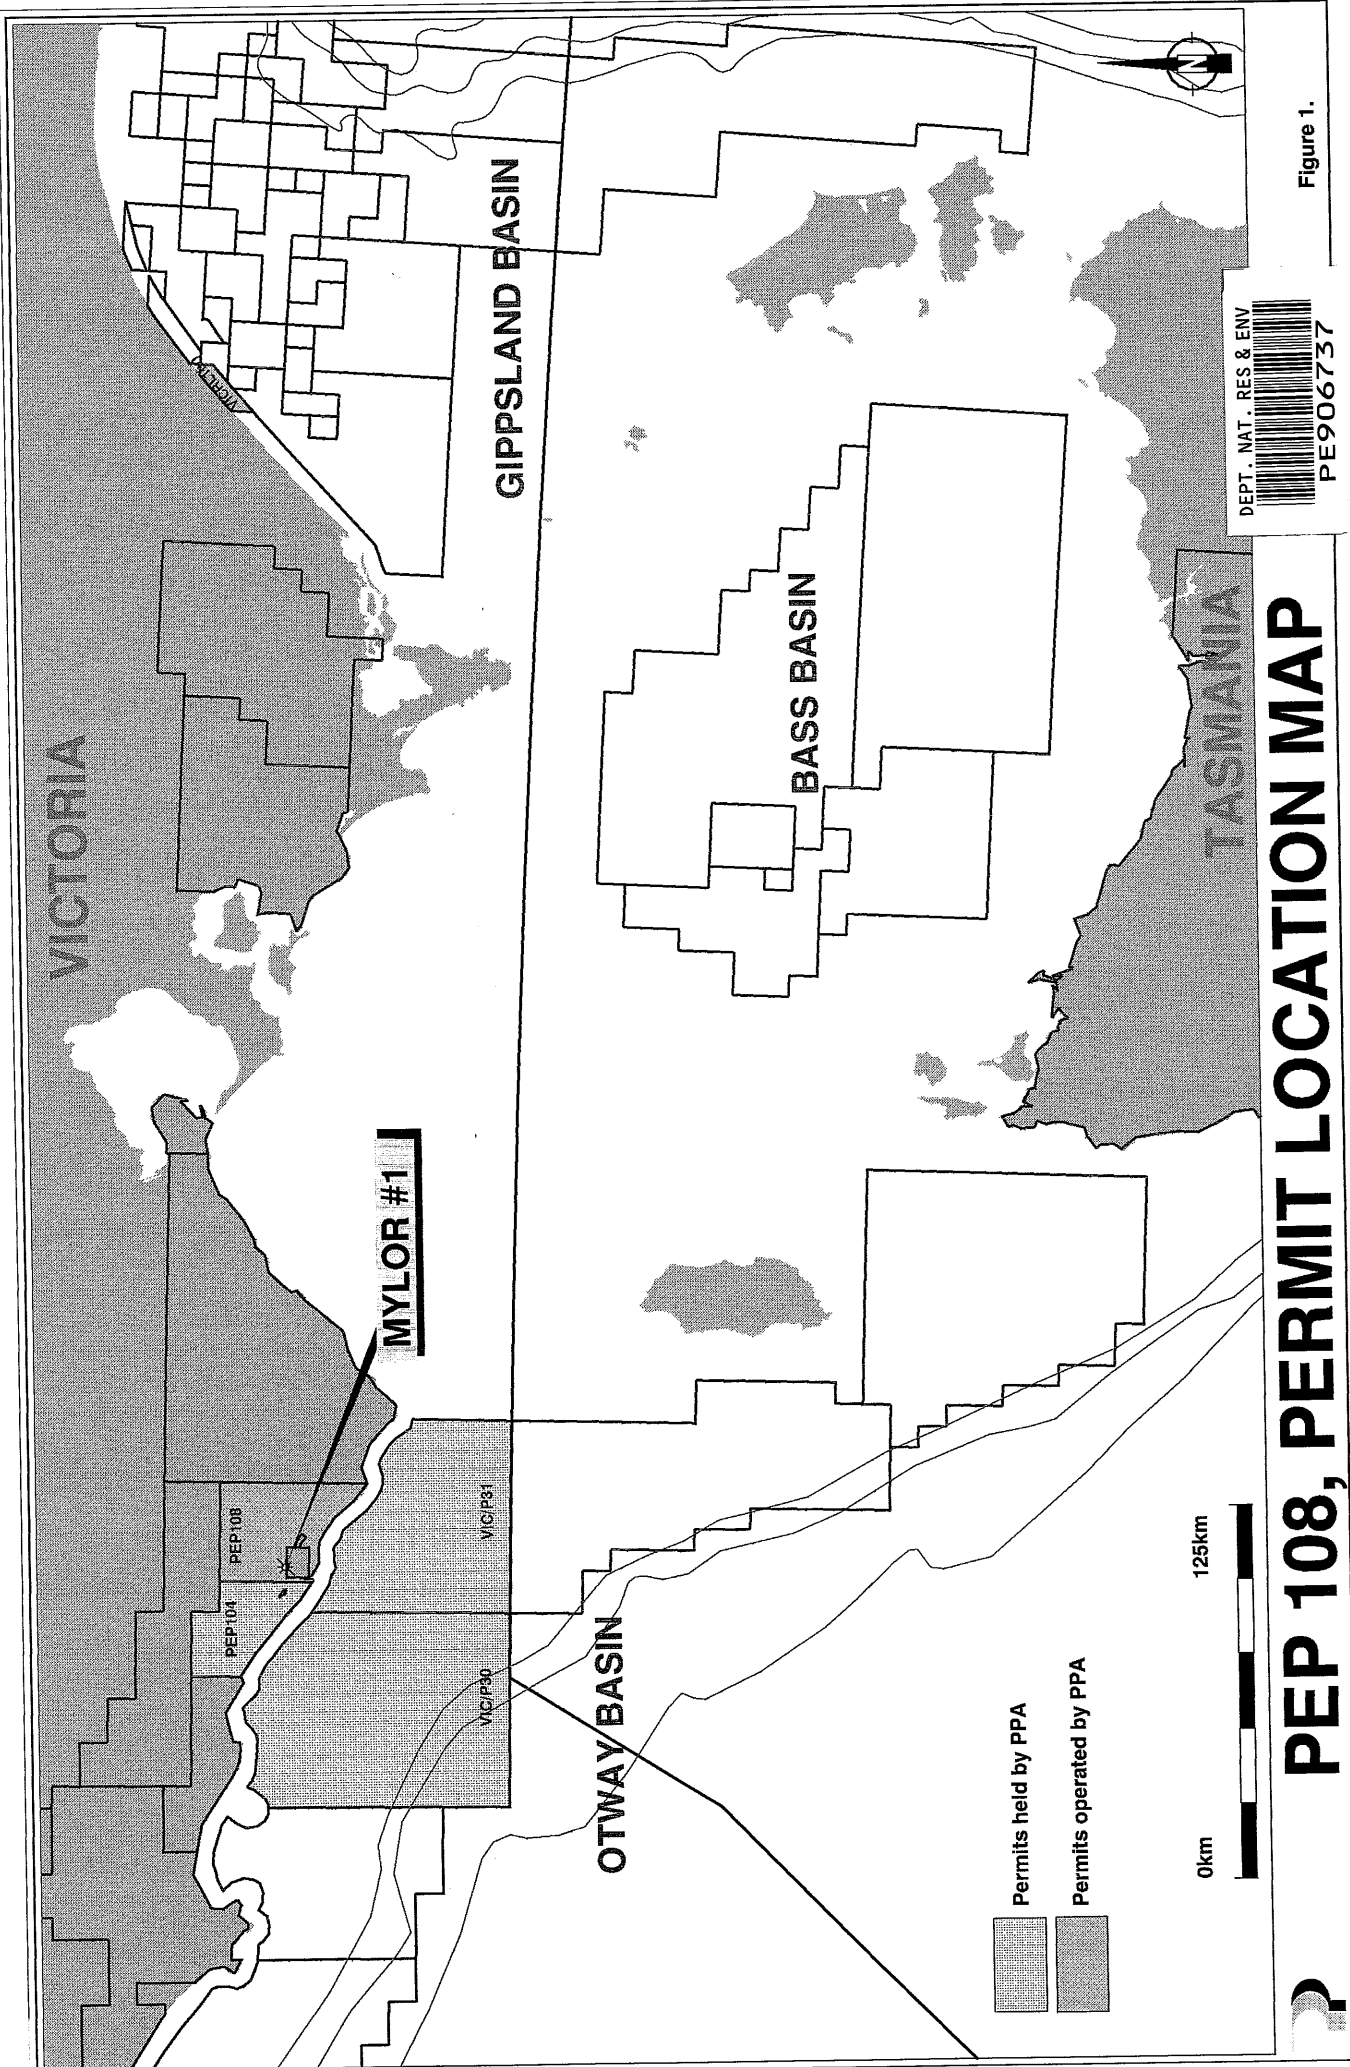 VICTORIA
GIPPSLAND BASIN
MYLOR #1
PEP108
PEP104
VIC/P31
VIC/P30
BASS BASIN
OTWAY BASIN
TASMANIA
Permits held by PPA
Permits operated by PPA
0km
125km
N
PEP 108, PERMIT LOCATION MAP
DEPT. NAT. RES & ENV
PE906737
Figure 1.